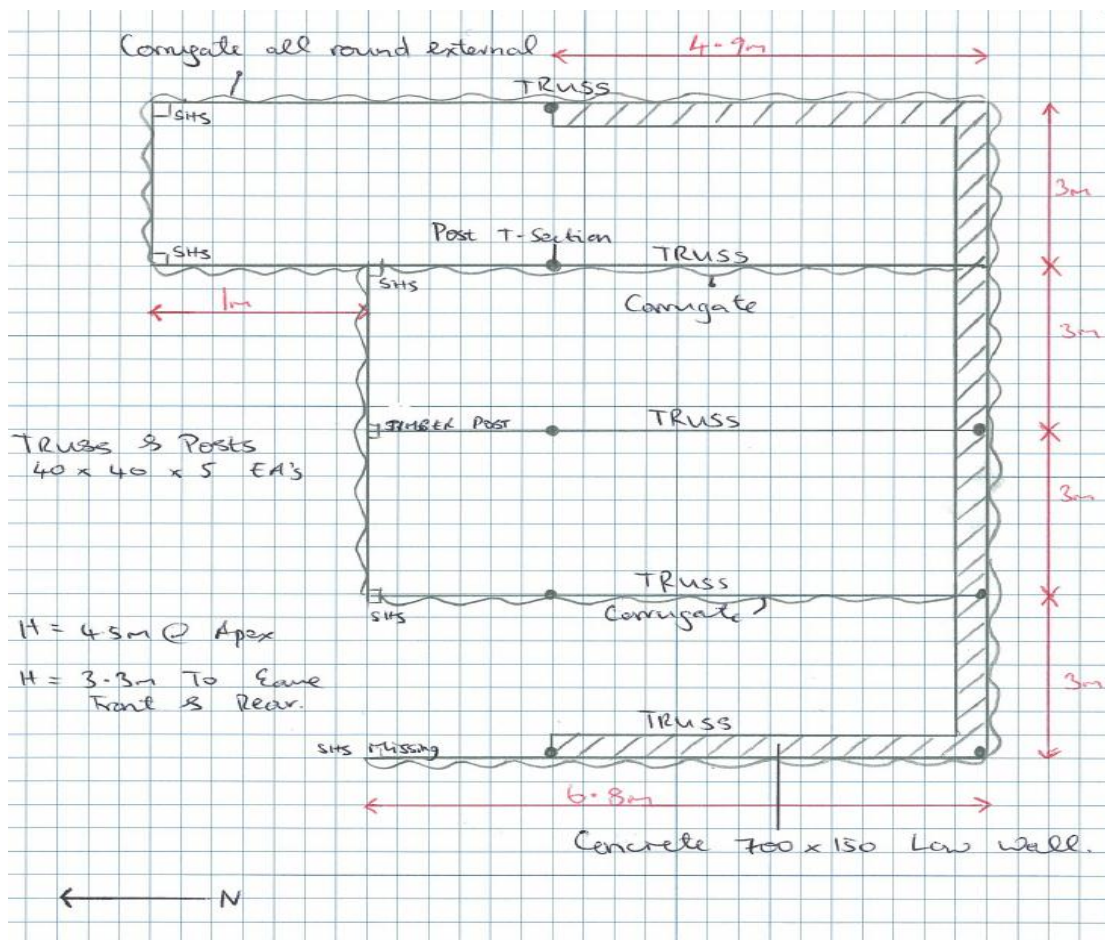 Corrugate all round external
4-9m
TRUSS
SHS
3m
Post T-Section
TRUSS
SHS
SHS
Corrugate
1m
3m
TRUSS
TIMBER POST
TRUSS & Posts
40 x 40 x 5 EA's
3m
TRUSS
SHS
Corrugate
H = 4.5m @ Apex
H = 3-3m To Eave
Front & Rear.
3m
TRUSS
SHS Missing
6-8m
Concrete 700 x 150 Low Wall.
N